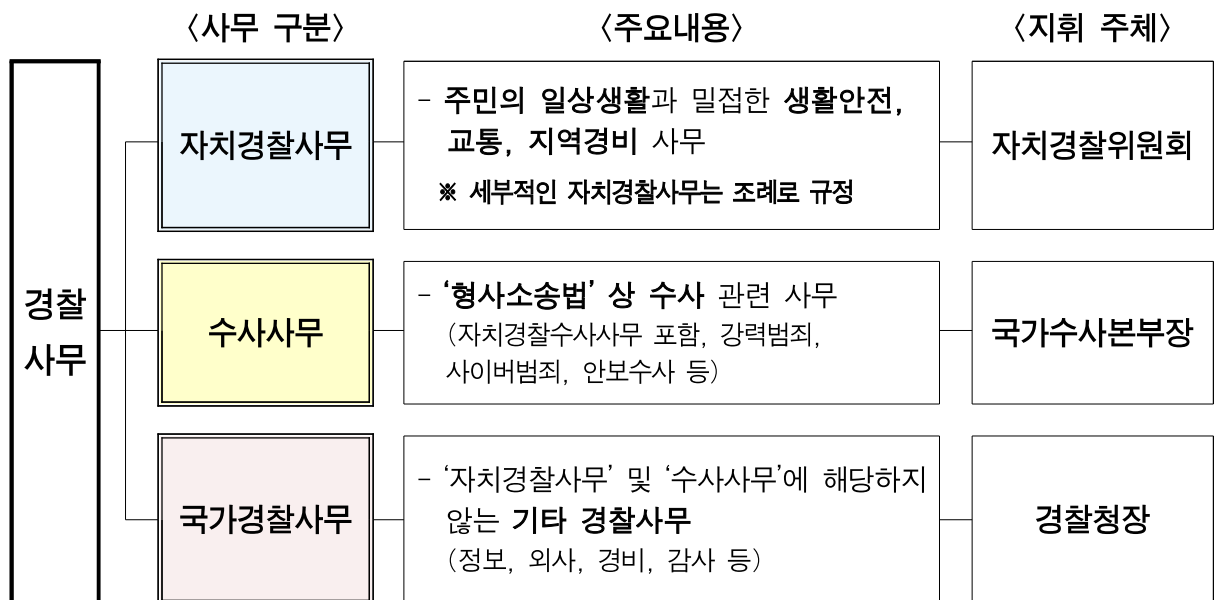 〈사무 구분〉 〈주요내용〉 〈지휘 주체〉
경찰
사무
자치경찰사무
- 주민의 일상생활과 밀접한 생활안전,
교통, 지역경비 사무
※ 세부적인 자치경찰사무는 조례로 규정
자치경찰위원회
수사사무
- ‘형사소송법’ 상 수사 관련 사무
(자치경찰수사사무 포함, 강력범죄,
사이버범죄, 안보수사 등)
국가수사본부장
국가경찰사무
- ‘자치경찰사무’ 및 ‘수사사무’에 해당하지
않는 기타 경찰사무
(정보, 외사, 경비, 감사 등)
경찰청장